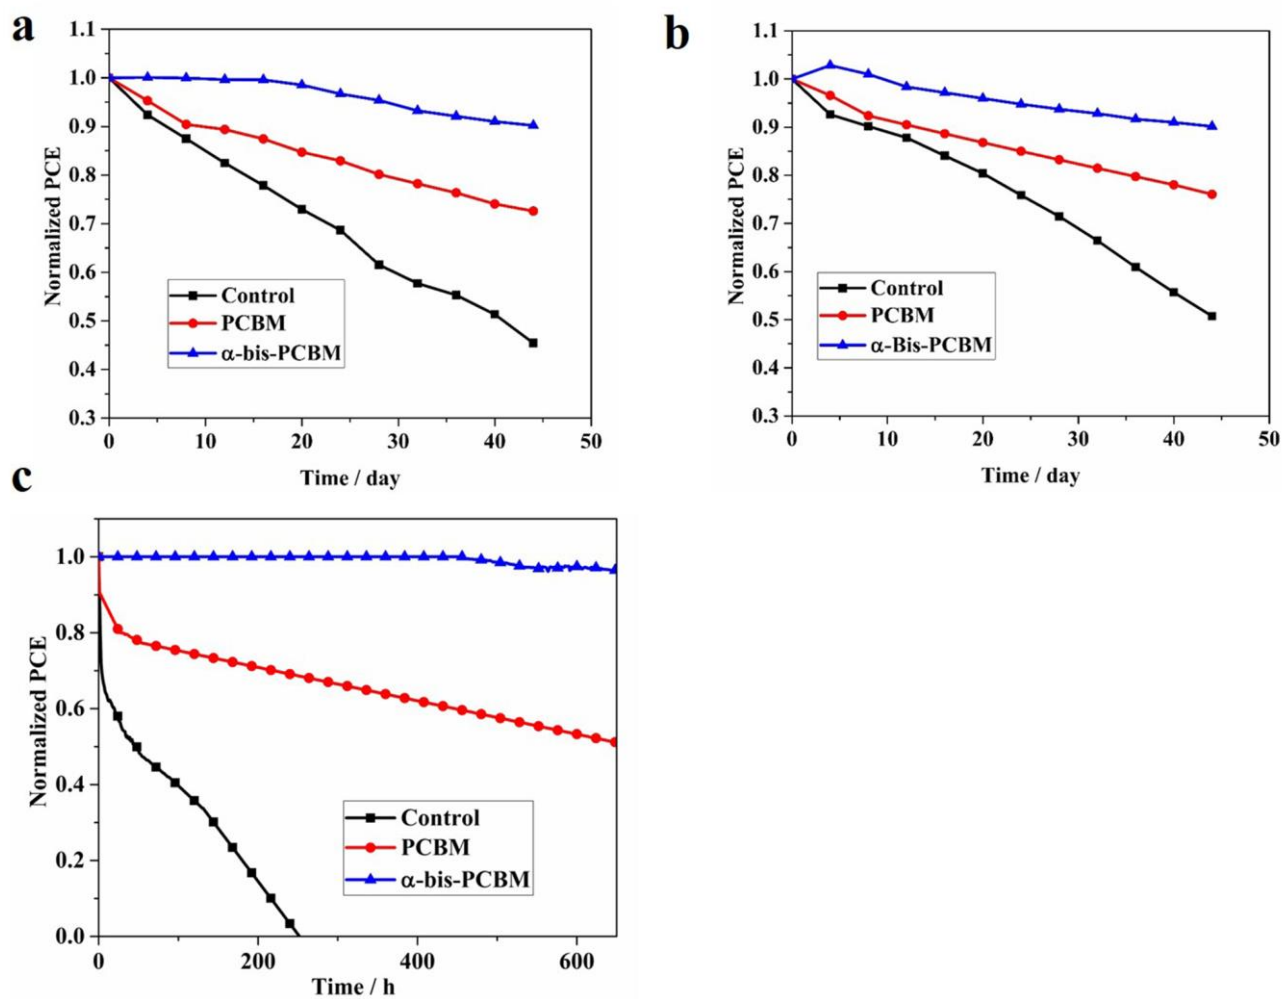 a
1.1
1.0
0.9
0.8
0.7
0.6
0.5
0.4
0.3
Normalized PCE
Control
PCBM
α-bis-PCBM
0 10 20 30 40 50
Time / day
b
1.1
1.0
0.9
0.8
0.7
0.6
0.5
0.4
0.3
Normalized PCE
Control
PCBM
α-Bis-PCBM
0 10 20 30 40 50
Time / day
c
1.0
0.8
0.6
0.4
0.2
0.0
Normalized PCE
Control
PCBM
α-bis-PCBM
0 200 400 600
Time / h